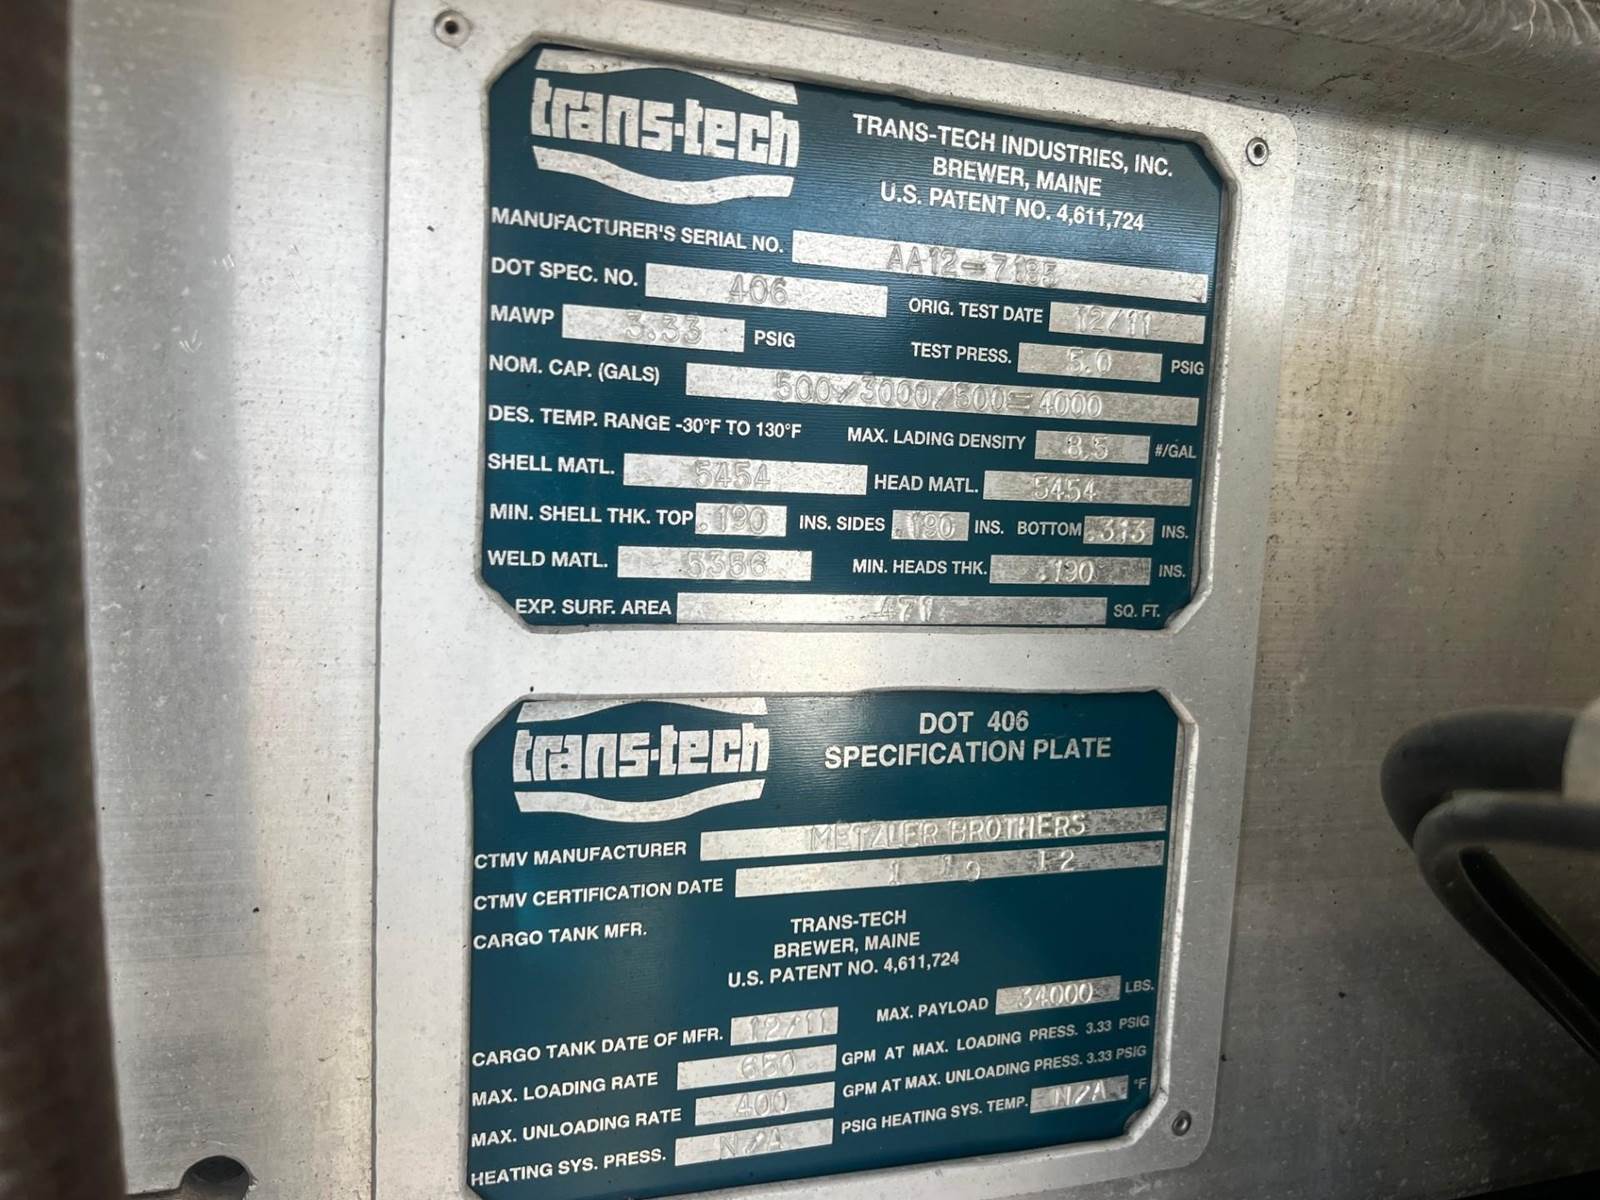 trans-tech
TRANS-TECH INDUSTRIES, INC.
BREWER, MAINE
U.S. PATENT NO. 4,611,724
MANUFACTURER'S SERIAL NO. AA12-7185
DOT SPEC. NO. 406 ORIG. TEST DATE 12/11
MAWP 3.33 PSIG TEST PRESS. 5.0 PSIG
NOM. CAP. (GALS) 500/3000/500=4000
DES. TEMP. RANGE -30°F TO 130°F MAX. LADING DENSITY 8.5 #/GAL
SHELL MATL. 5454 HEAD MATL. 5454
MIN. SHELL THK. TOP .190 INS. SIDES .190 INS. BOTTOM .313 INS.
WELD MATL. 5356 MIN. HEADS THK. .190 INS.
EXP. SURF. AREA 471 SQ. FT.
trans-tech
DOT 406
SPECIFICATION PLATE
CTMV MANUFACTURER METZLER BROTHERS
CTMV CERTIFICATION DATE 1 19 12
CARGO TANK MFR. TRANS-TECH
BREWER, MAINE
U.S. PATENT NO. 4,611,724
CARGO TANK DATE OF MFR. 12/11 MAX. PAYLOAD 34000 LBS.
MAX. LOADING RATE 650 GPM AT MAX. LOADING PRESS. 3.33 PSIG
MAX. UNLOADING RATE 400 GPM AT MAX. UNLOADING PRESS. 3.33 PSIG
HEATING SYS. PRESS. N/A PSIG HEATING SYS. TEMP. N/A °F